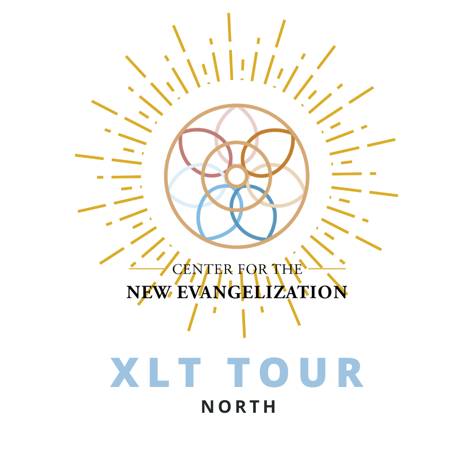 CENTER FOR THE
NEW EVANGELIZATION
XLT TOUR
NORTH